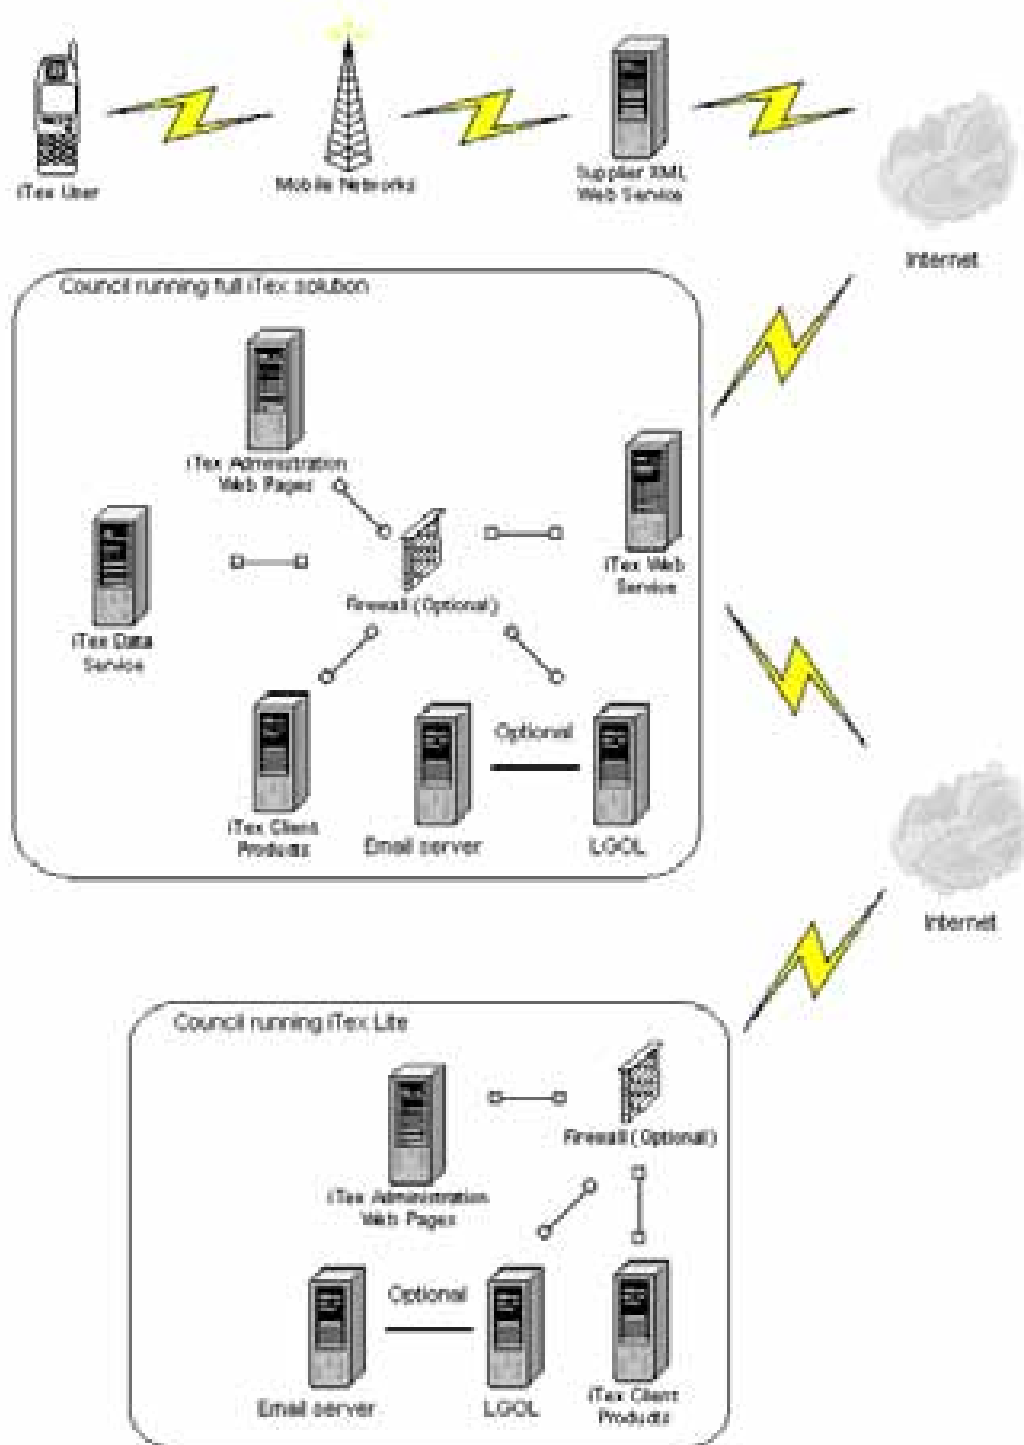 iTex User
Mobile Networks
Supplier XML
Web Service
Internet
Council running full iTex solution
iTex Administration
Web Pages
iTex Web
Service
Firewall (Optional)
iTex Data
Service
Optional
iTex Client
Products
Email server
LGOL
Internet
Council running iTex Lite
Firewall (Optional)
iTex Administration
Web Pages
Optional
Email server
LGOL
iTex Client
Products